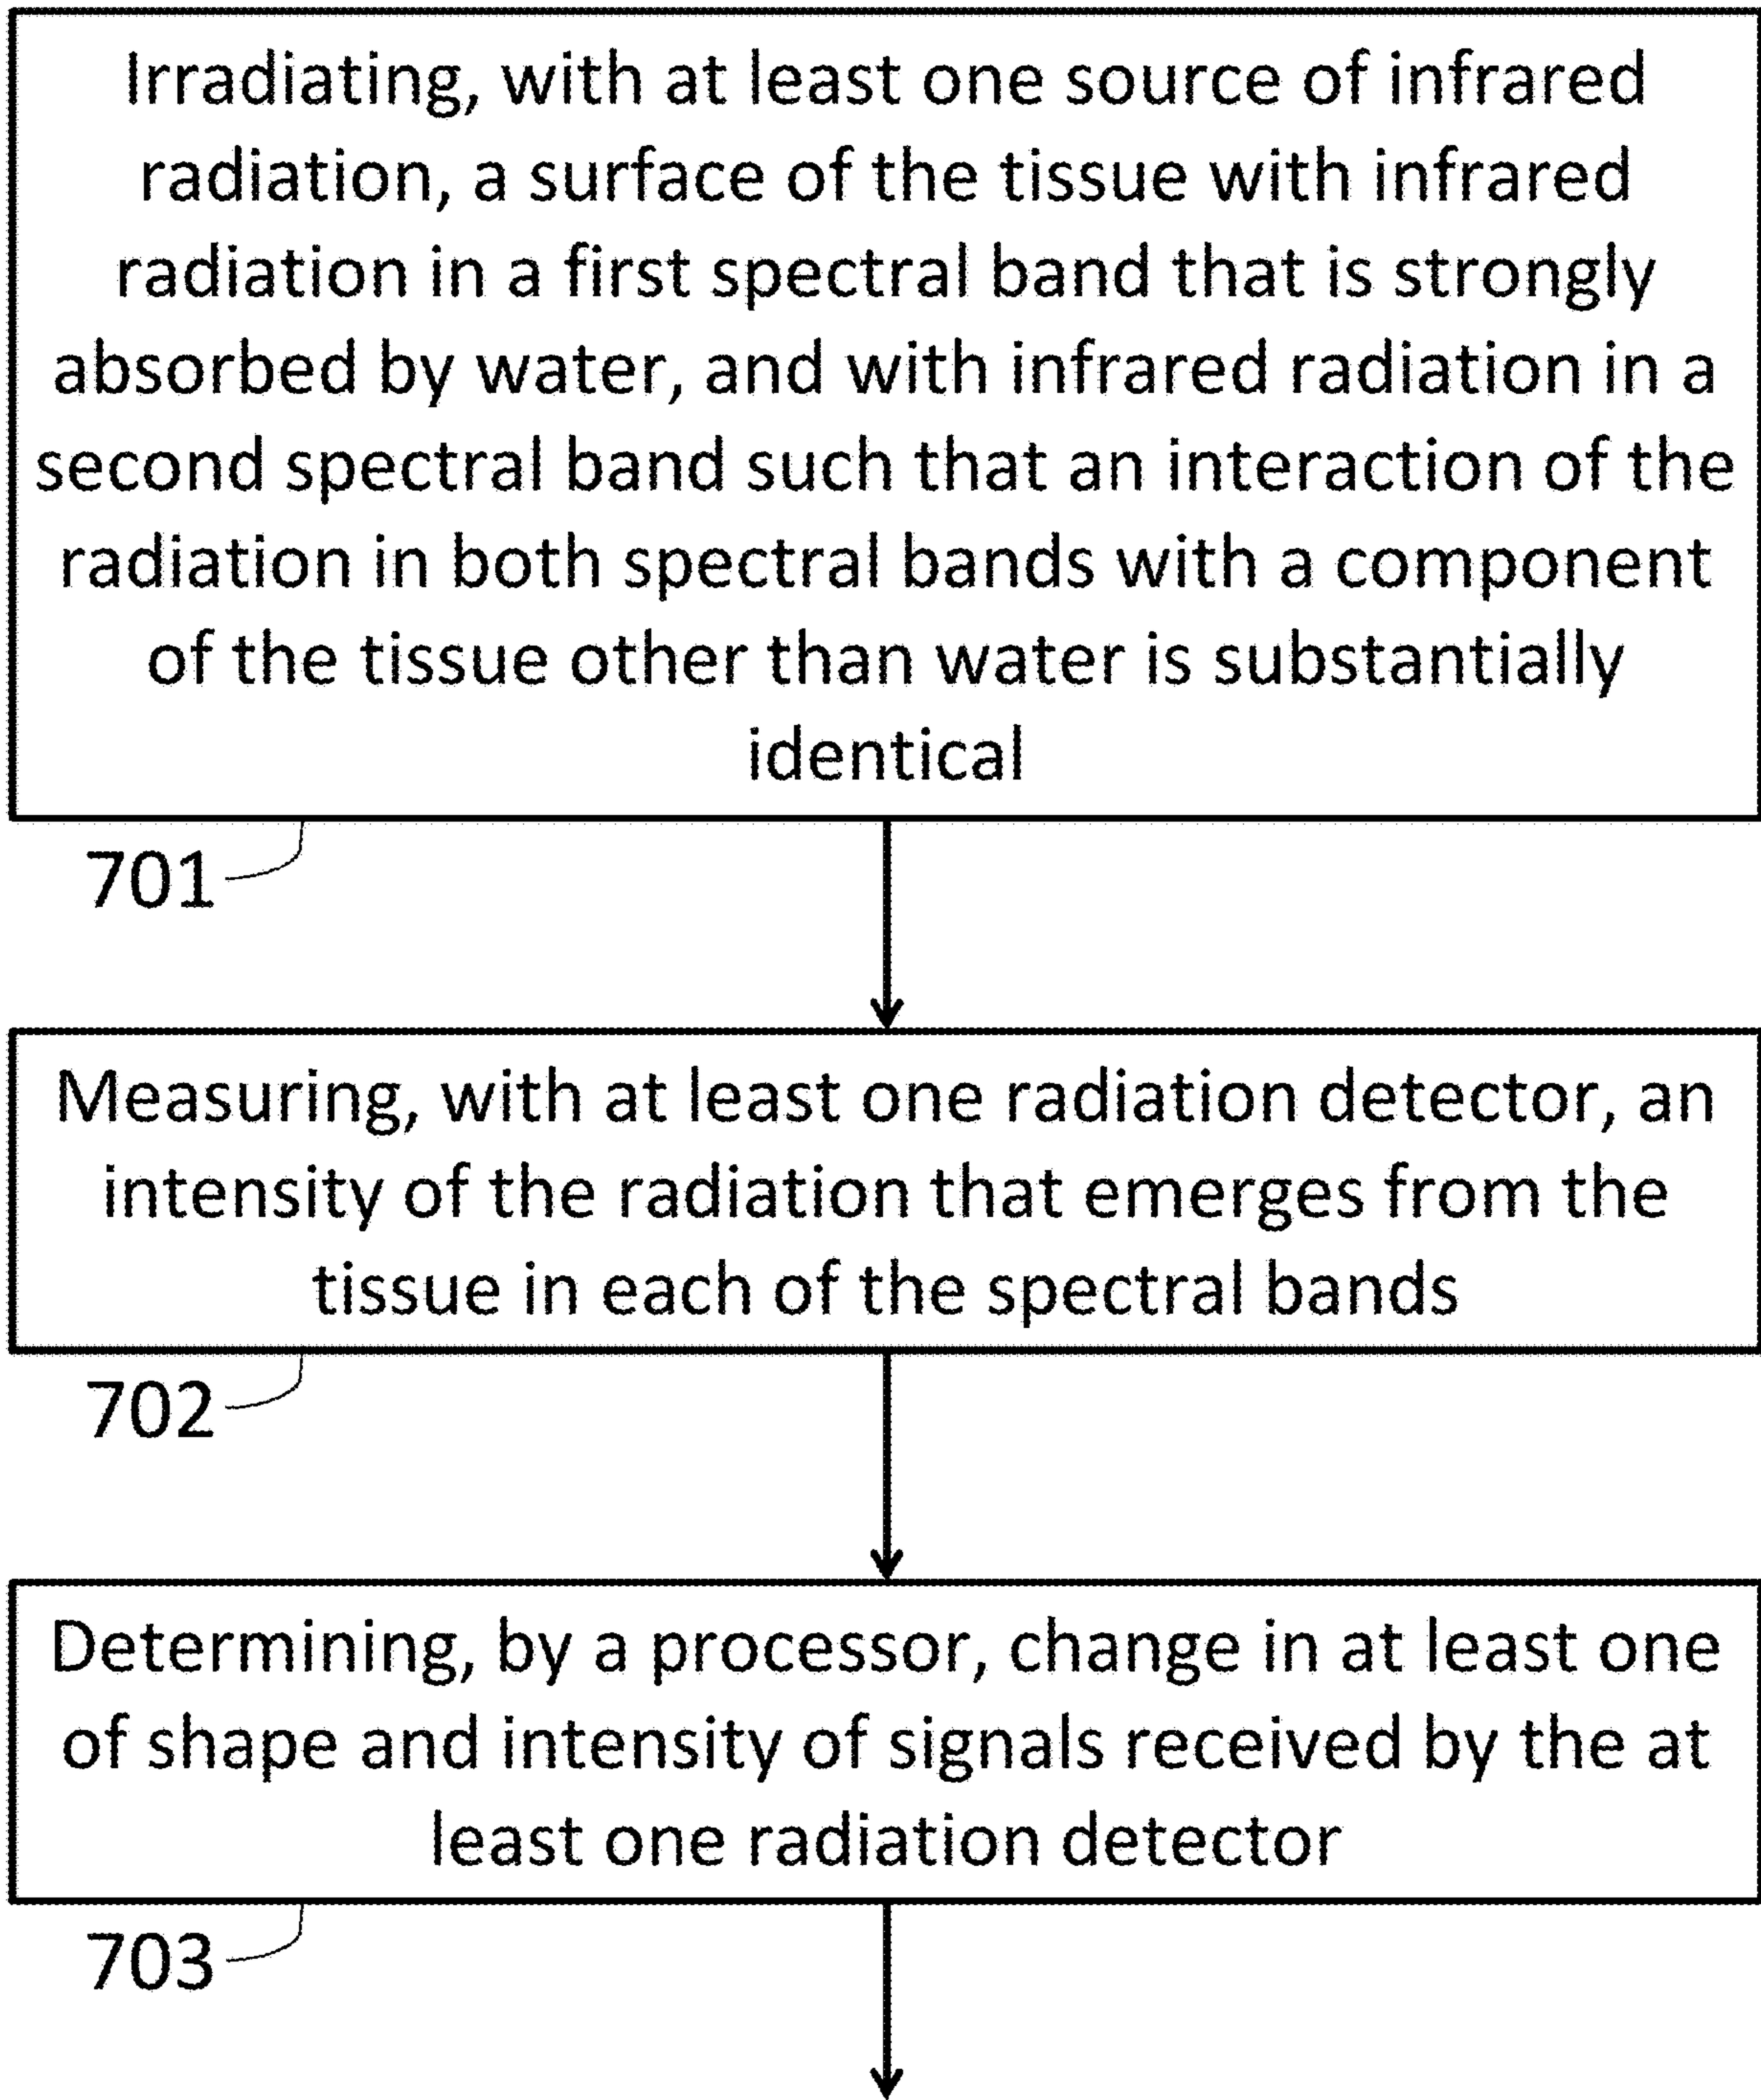 Irradiating, with at least one source of infrared
radiation, a surface of the tissue with infrared
radiation in a first spectral band that is strongly
absorbed by water, and with infrared radiation in a
second spectral band such that an interaction of the
radiation in both spectral bands with a component
of the tissue other than water is substantially
identical
701
Measuring, with at least one radiation detector, an
intensity of the radiation that emerges from the
tissue in each of the spectral bands
702
Determining, by a processor, change in at least one
of shape and intensity of signals received by the at
least one radiation detector
703